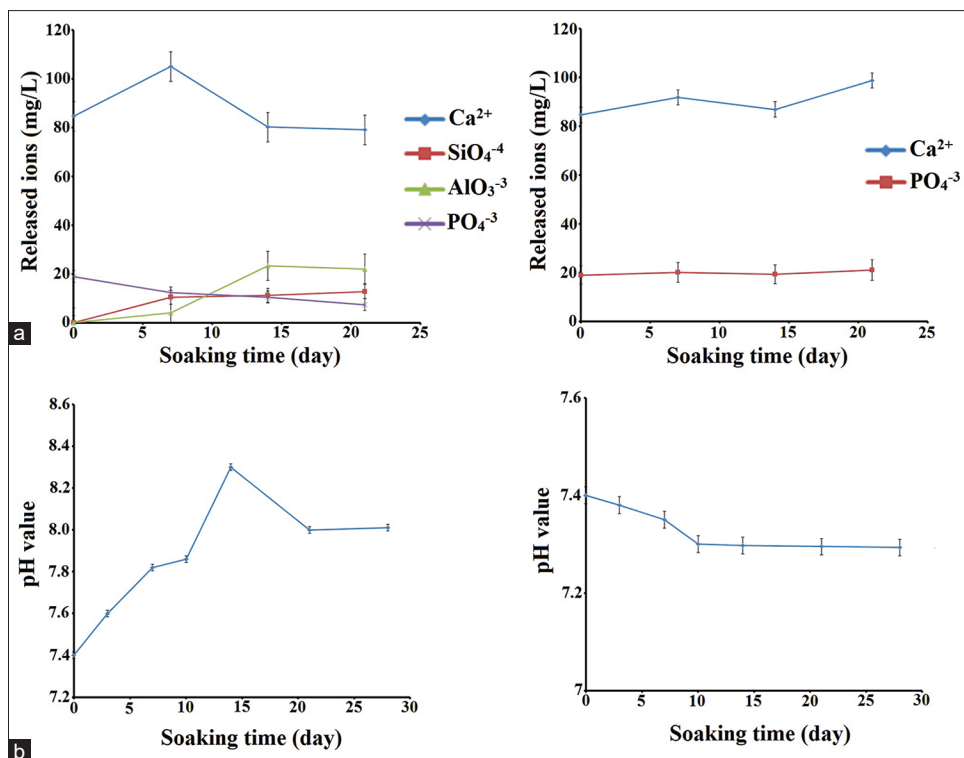 120
100
80
60
40
20
0
Released ions (mg/L)
0 5 10 15 20 25
Soaking time (day)
Ca²⁺
SiO₄⁻⁴
AlO₃⁻³
PO₄⁻³
a
120
100
80
60
40
20
0
Released ions (mg/L)
0 5 10 15 20 25
Soaking time (day)
Ca²⁺
PO₄⁻³
8.6
8.4
8.2
8.0
7.8
7.6
7.4
7.2
pH value
0 5 10 15 20 25 30
Soaking time (day)
b
7.6
7.4
7.2
7
pH value
0 5 10 15 20 25 30
Soaking time (day)